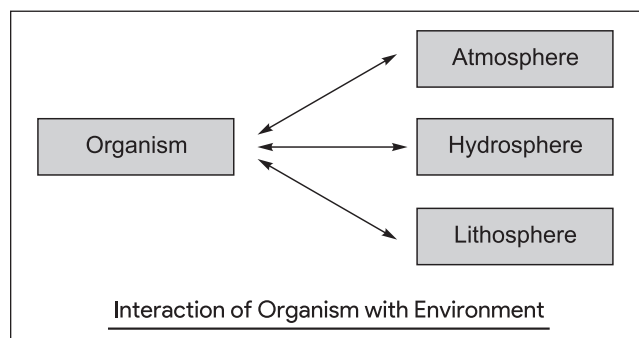 Atmosphere
Organism
Hydrosphere
Lithosphere
Interaction of Organism with Environment